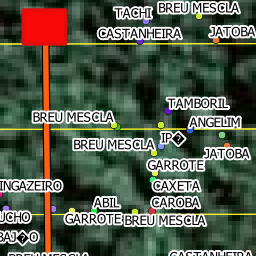 TACHI
BREU MESCLA
CASTANHEIRA
JATOBA
TAMBORIL
BREU MESCLA
ANGELIM
IP�
BREU MESCLA
JATOBA
GARROTE
INGAZEIRO
CAXETA
ABIL
CAROBA
UCHO
GARROTE
BREU MESCLA
BAJ�O
BREU MESCLA
CASTANHEIRA